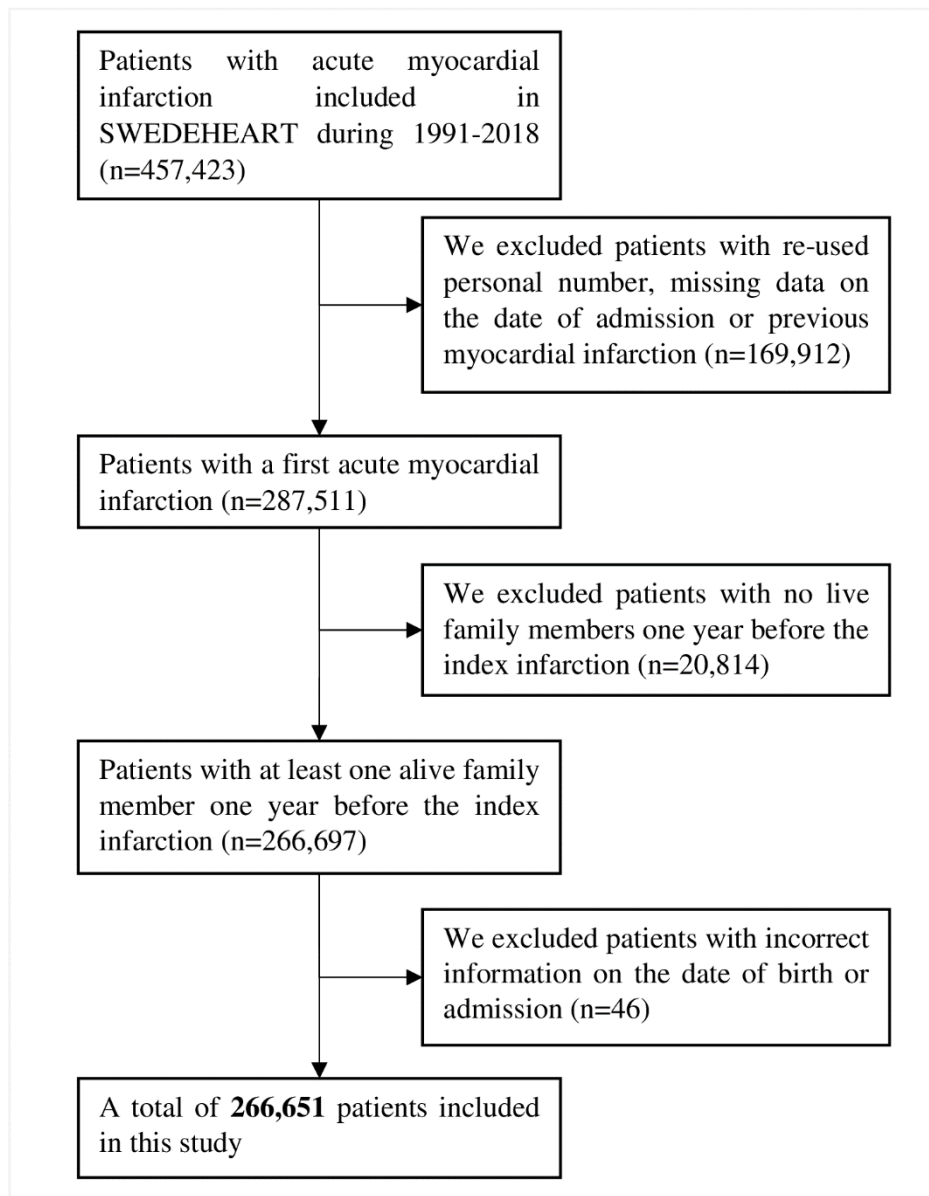 Patients with acute myocardial
infarction included in
SWEDEHEART during 1991-2018
(n=457,423)
We excluded patients with re-used
personal number, missing data on
the date of admission or previous
myocardial infarction (n=169,912)
Patients with a first acute myocardial
infarction (n=287,511)
We excluded patients with no live
family members one year before the
index infarction (n=20,814)
Patients with at least one alive family
member one year before the index
infarction (n=266,697)
We excluded patients with incorrect
information on the date of birth or
admission (n=46)
A total of 266,651 patients included
in this study